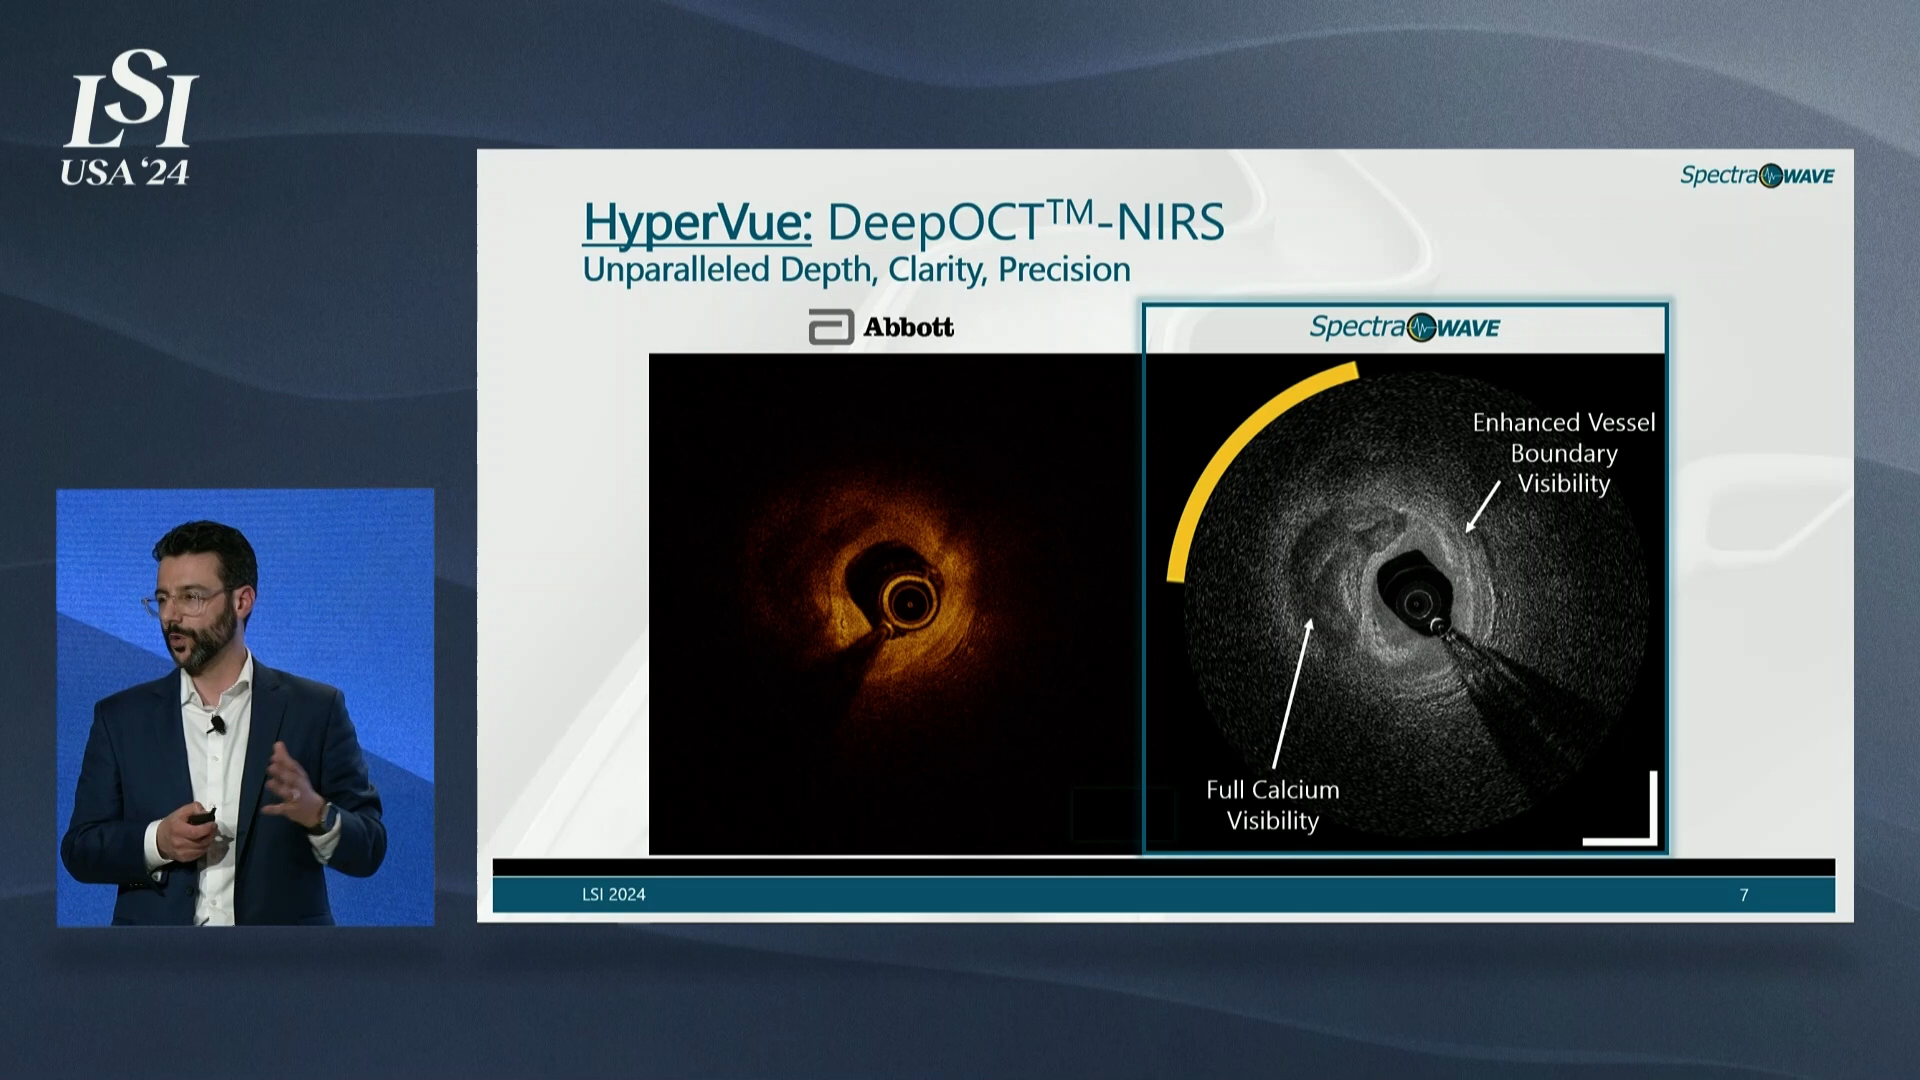 LSI
USA '24
SpectraWAVE
HyperVue: DeepOCT™-NIRS
Unparalleled Depth, Clarity, Precision
Abbott
SpectraWAVE
Enhanced Vessel
Boundary
Visibility
Full Calcium
Visibility
LSI 2024
7